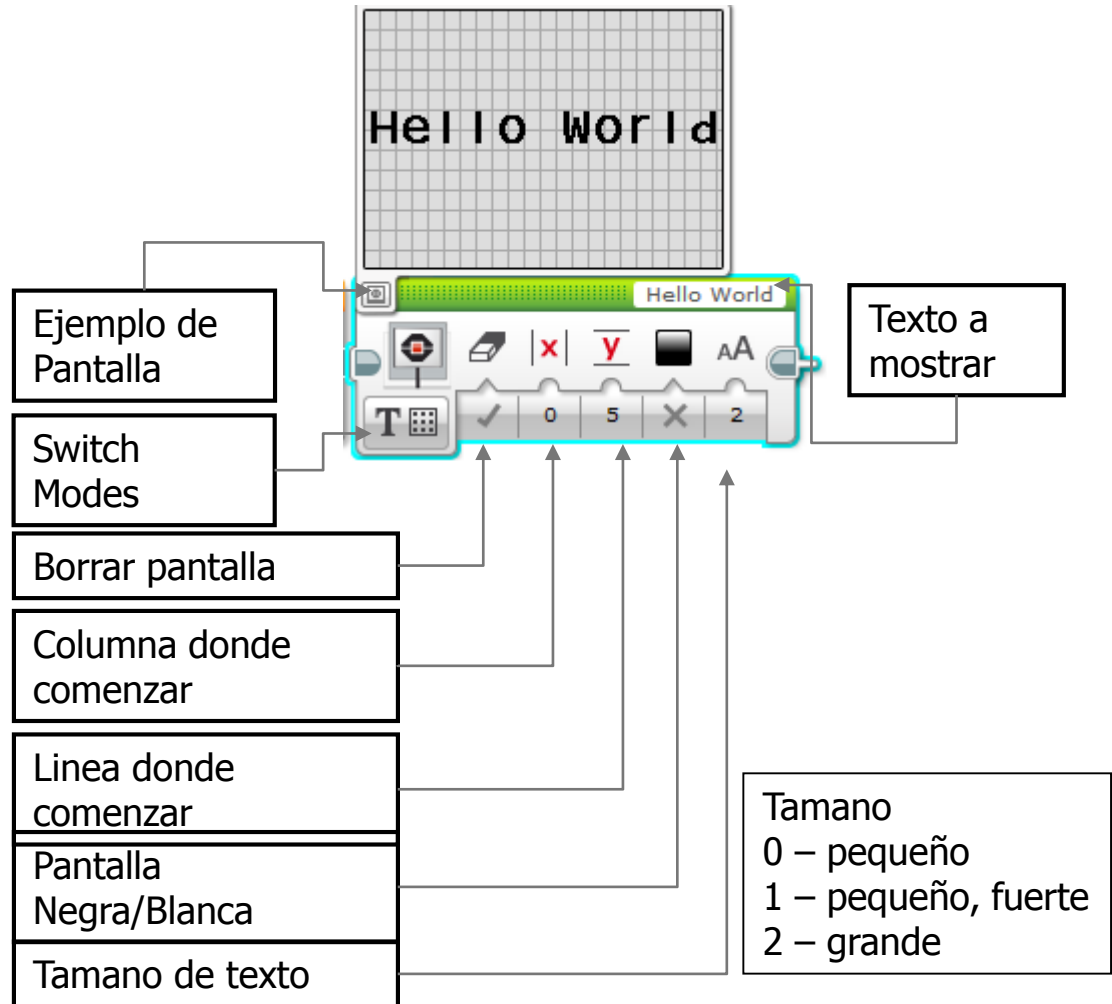 Hello World
Hello World
x
y
AA
T
0
5
2
Ejemplo de
Pantalla
Switch
Modes
Borrar pantalla
Columna donde
comenzar
Linea donde
comenzar
Pantalla
Negra/Blanca
Tamano de texto
Texto a
mostrar
Tamano
0 – pequeño
1 – pequeño, fuerte
2 – grande